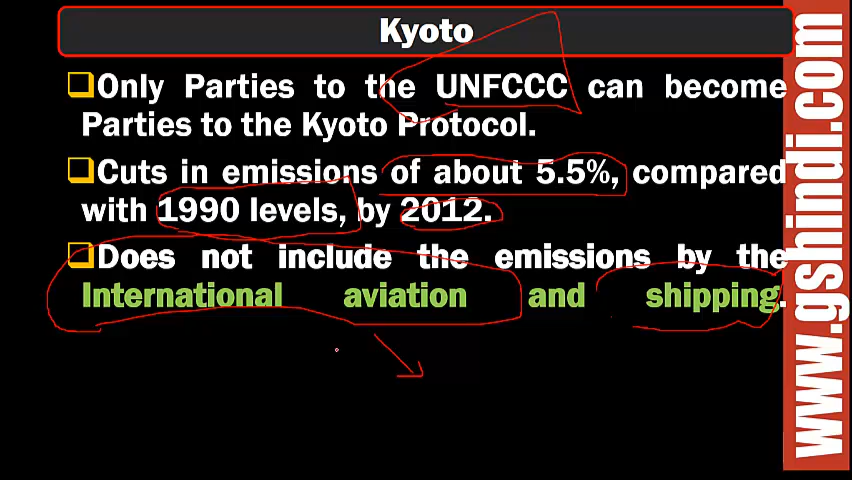 Kyoto
Only Parties to the UNFCCC can become
Parties to the Kyoto Protocol.
Cuts in emissions of about 5.5%, compared
with 1990 levels, by 2012.
Does not include the emissions by the
International aviation and shipping.
www.gshindi.com